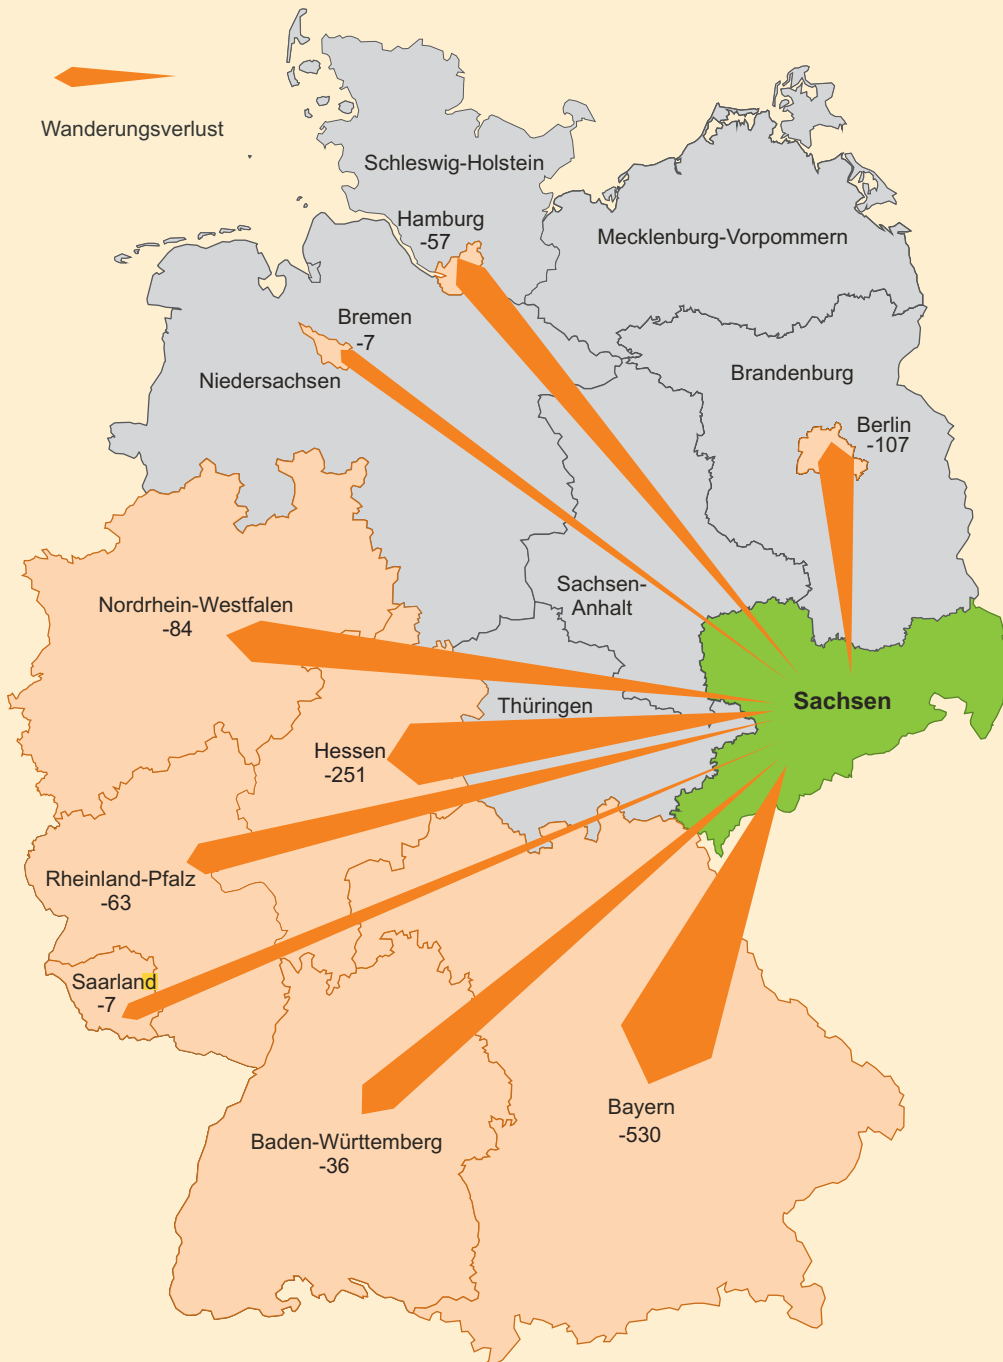 Wanderungsverlust
Schleswig-Holstein
Hamburg
-57
Mecklenburg-Vorpommern
Bremen
-7
Niedersachsen
Brandenburg
Berlin
-107
Sachsen-
Anhalt
Nordrhein-Westfalen
-84
Sachsen
Thüringen
Hessen
-251
Rheinland-Pfalz
-63
Saarland
-7
Bayern
-530
Baden-Württemberg
-36